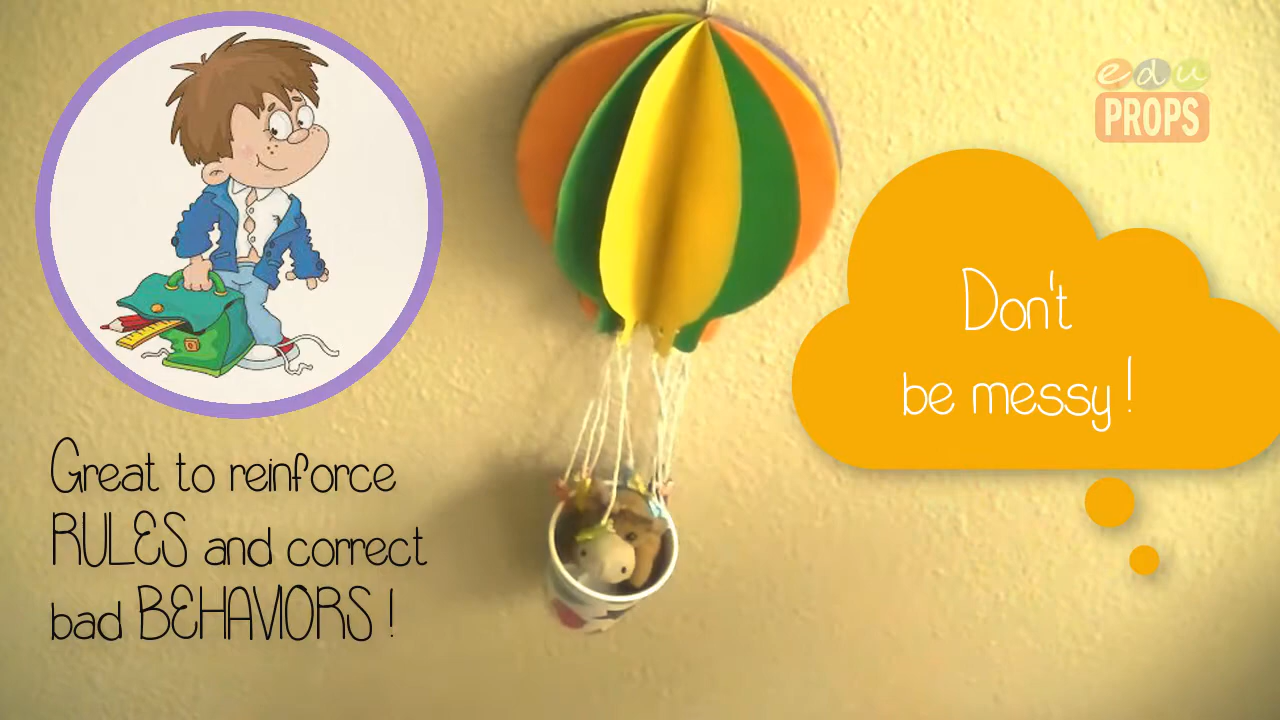 edu
PROPS
Don't
be messy!
Great to reinforce
RULES and correct
bad BEHAVIORS!